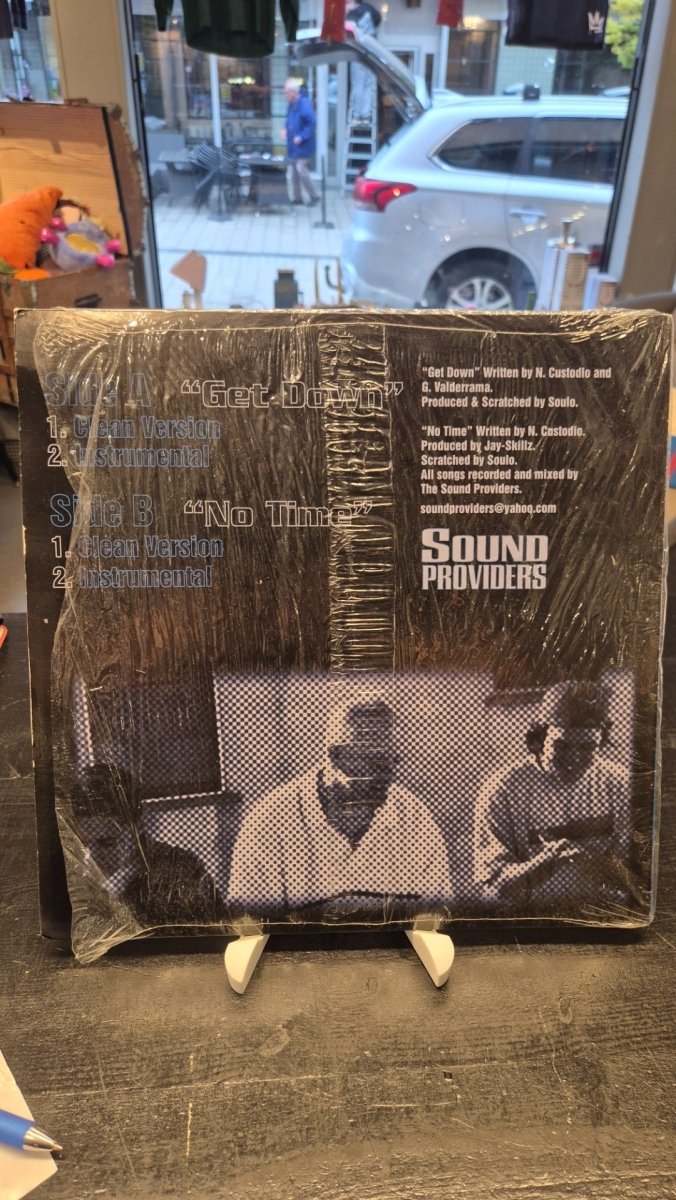 Side A "Get Down"
1. Clean Version
2. Instrumental
Side B "No Time"
1. Clean Version
2. Instrumental
"Get Down" Written by N. Custodio and
G. Valderrama.
Produced & Scratched by Soulo.
"No Time" Written by N. Custodio.
Produced by Jay-Skillz.
Scratched by Soulo.
All songs recorded and mixed by
The Sound Providers.
soundproviders@yahoo.com
SOUND
PROVIDERS